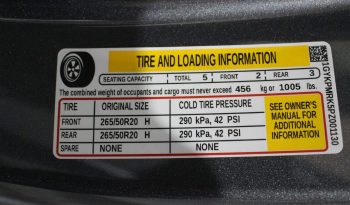 TIRE AND LOADING INFORMATION
SEATING CAPACITY TOTAL 5 FRONT 2 REAR 3
The combined weight of occupants and cargo must never exceed 456 kg or 1005 lbs.
TIRE ORIGINAL SIZE COLD TIRE PRESSURE
FRONT 265/50R20 H 290 kPa, 42 PSI
REAR 265/50R20 H 290 kPa, 42 PSI
SPARE NONE NONE
SEE OWNER'S
MANUAL FOR
ADDITIONAL
INFORMATION
1GYKPMRK5PZ001130